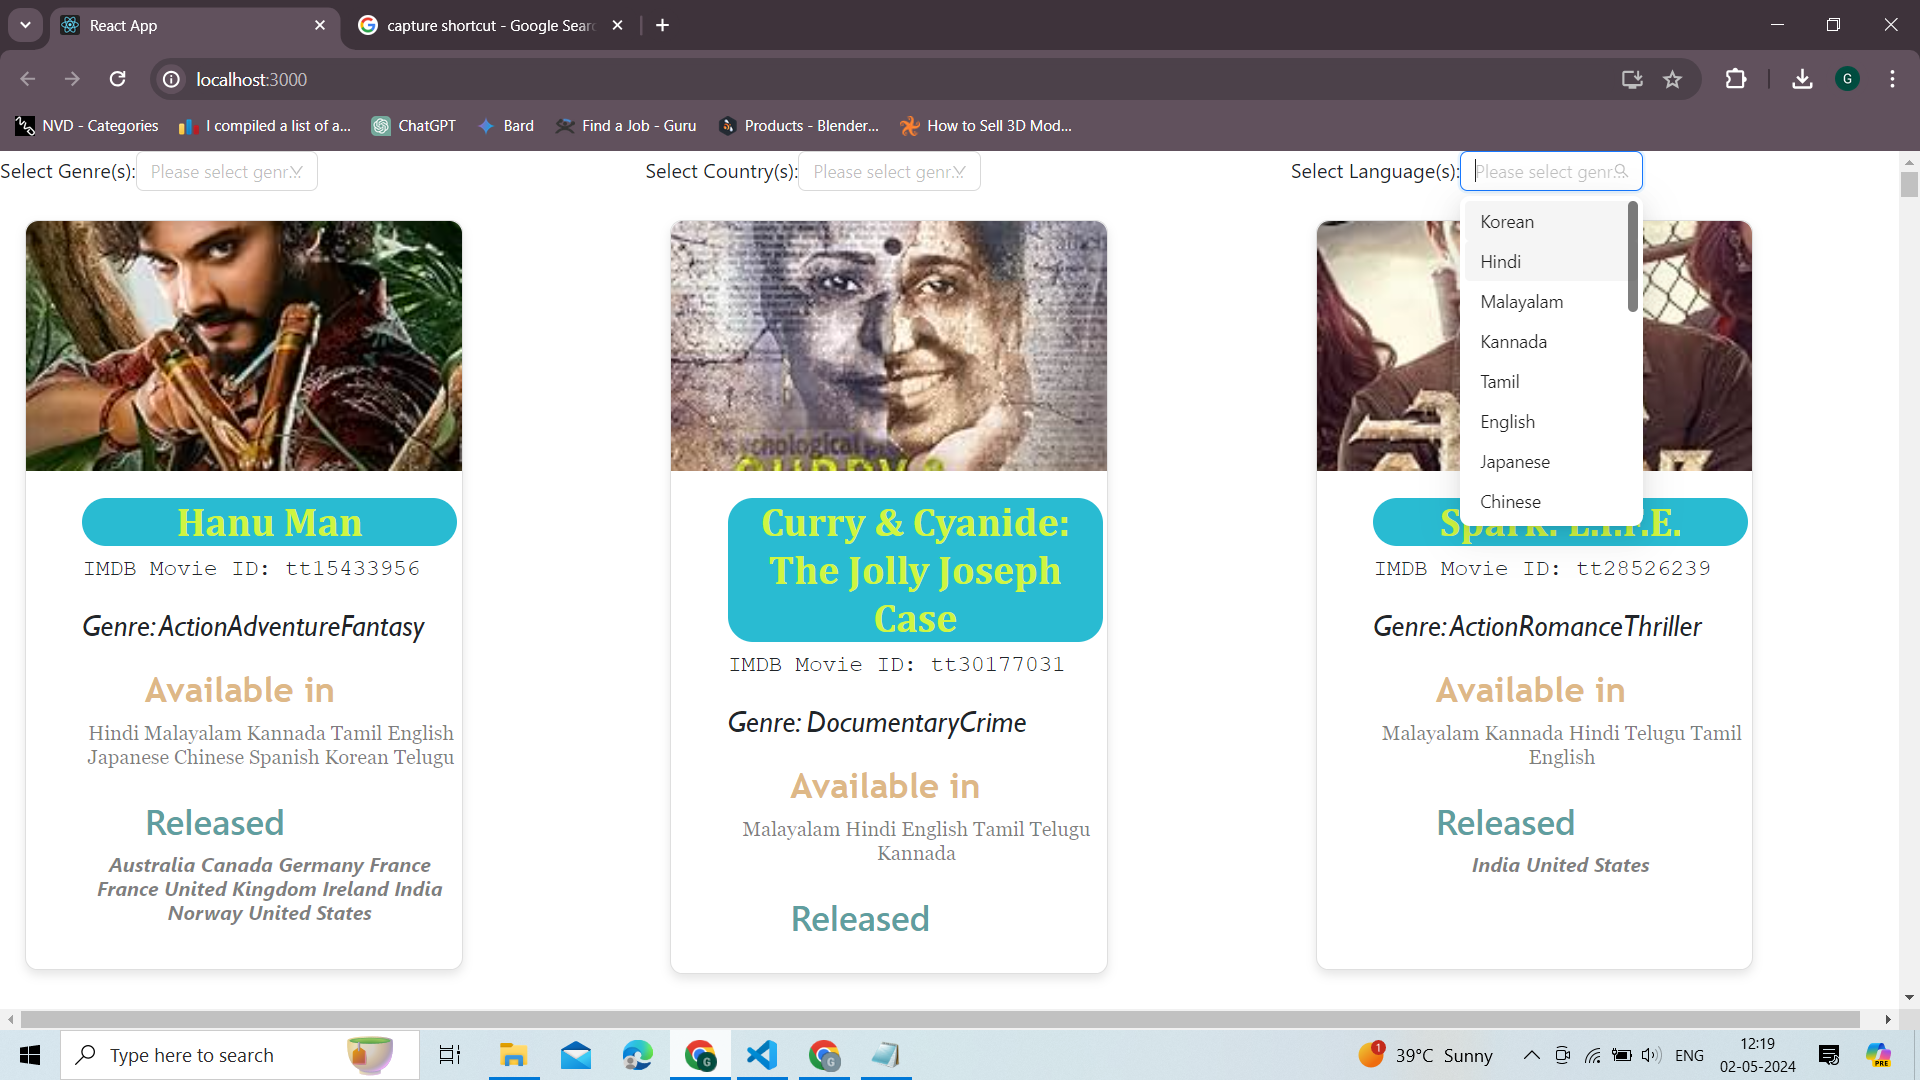 React App
capture shortcut - Google Sear
localhost:3000
G
NVD - Categories
I compiled a list of a...
ChatGPT
Bard
Find a Job - Guru
Products - Blender...
How to Sell 3D Mod...
Select Genre(s):
Please select genr...
Select Country(s):
Please select genr...
Select Language(s):
Please select genr...
Korean
Hindi
Malayalam
Kannada
Tamil
English
Japanese
Chinese
Hanu Man
IMDB Movie ID: tt15433956
Genre: ActionAdventureFantasy
Available in
Hindi Malayalam Kannada Tamil English
Japanese Chinese Spanish Korean Telugu
Released
Australia Canada Germany France
France United Kingdom Ireland India
Norway United States
chological
CURRY &
Curry & Cyanide:
The Jolly Joseph
Case
IMDB Movie ID: tt30177031
Genre: DocumentaryCrime
Available in
Malayalam Hindi English Tamil Telugu
Kannada
Released
Spark: L.I.F.E.
IMDB Movie ID: tt28526239
Genre: ActionRomanceThriller
Available in
Malayalam Kannada Hindi Telugu Tamil
English
Released
India United States
Type here to search
1
39°C Sunny
ENG
12:19
02-05-2024
PRE